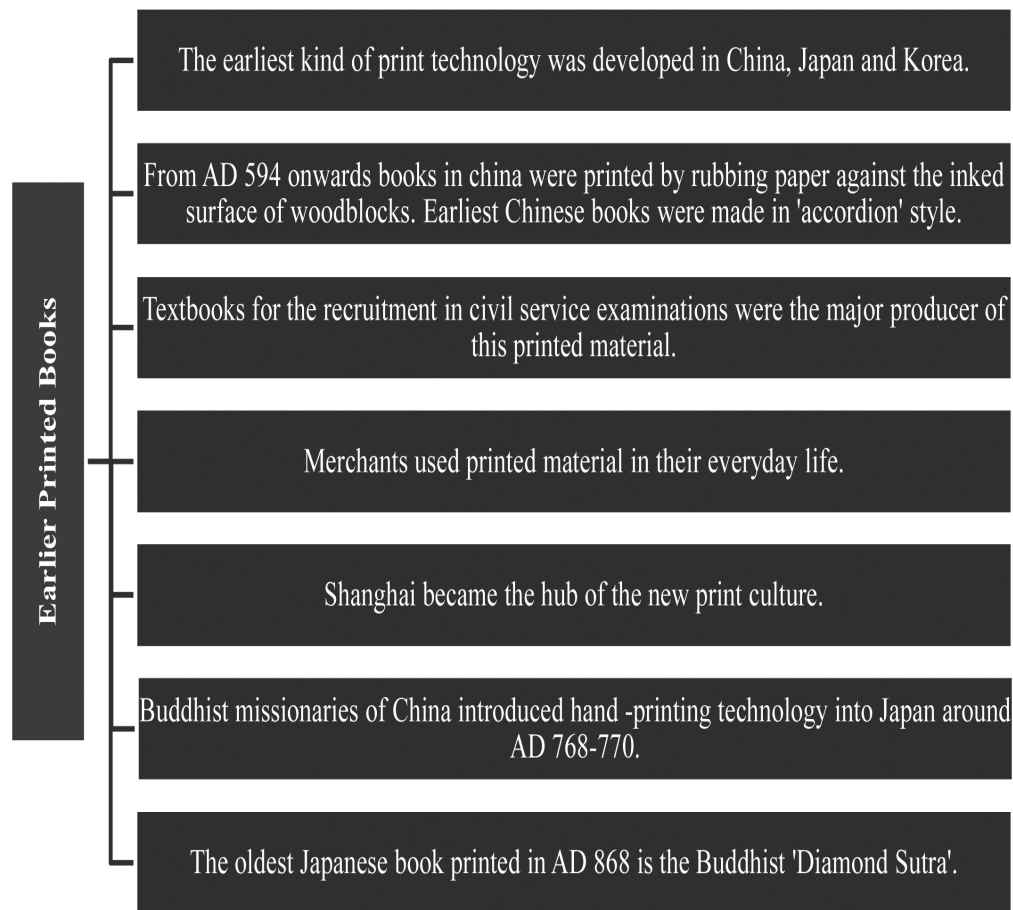 Earlier Printed Books
The earliest kind of print technology was developed in China, Japan and Korea.
From AD 594 onwards books in china were printed by rubbing paper against the inked
surface of woodblocks. Earliest Chinese books were made in 'accordion' style.
Textbooks for the recruitment in civil service examinations were the major producer of
this printed material.
Merchants used printed material in their everyday life.
Shanghai became the hub of the new print culture.
Buddhist missionaries of China introduced hand -printing technology into Japan around
AD 768-770.
The oldest Japanese book printed in AD 868 is the Buddhist 'Diamond Sutra'.